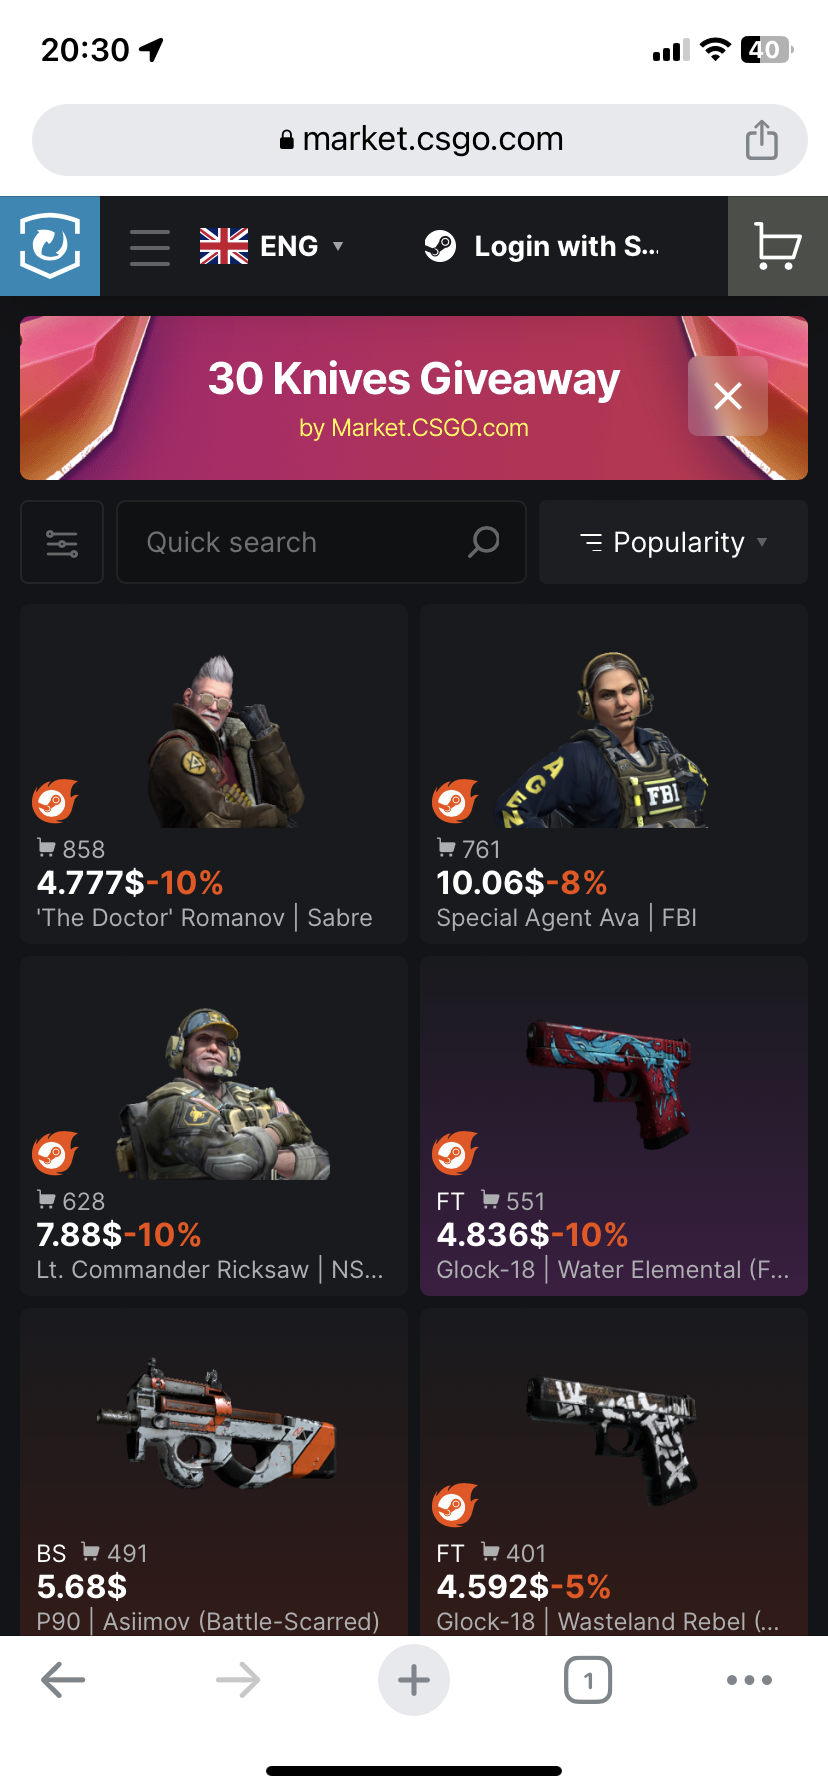 20:30
40
market.csgo.com
ENG
Login with S...
30 Knives Giveaway
by Market.CSGO.com
Quick search
Popularity
858
4.777$-10%
'The Doctor' Romanov | Sabre
AGEN
FBI
761
10.06$-8%
Special Agent Ava | FBI
628
7.88$-10%
Lt. Commander Ricksaw | NS...
FT 551
4.836$-10%
Glock-18 | Water Elemental (F...
BS 491
5.68$
P90 | Asiimov (Battle-Scarred)
FT 401
4.592$-5%
Glock-18 | Wasteland Rebel (...
1